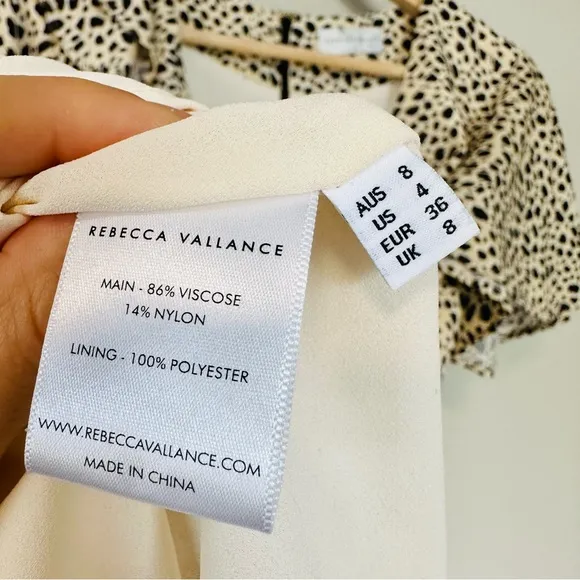 REBECCA VALLANCE
MAIN - 86% VISCOSE
14% NYLON
LINING - 100% POLYESTER
WWW.REBECCAVALLANCE.COM
MADE IN CHINA
AUS 8
US 4
EUR 36
UK 8